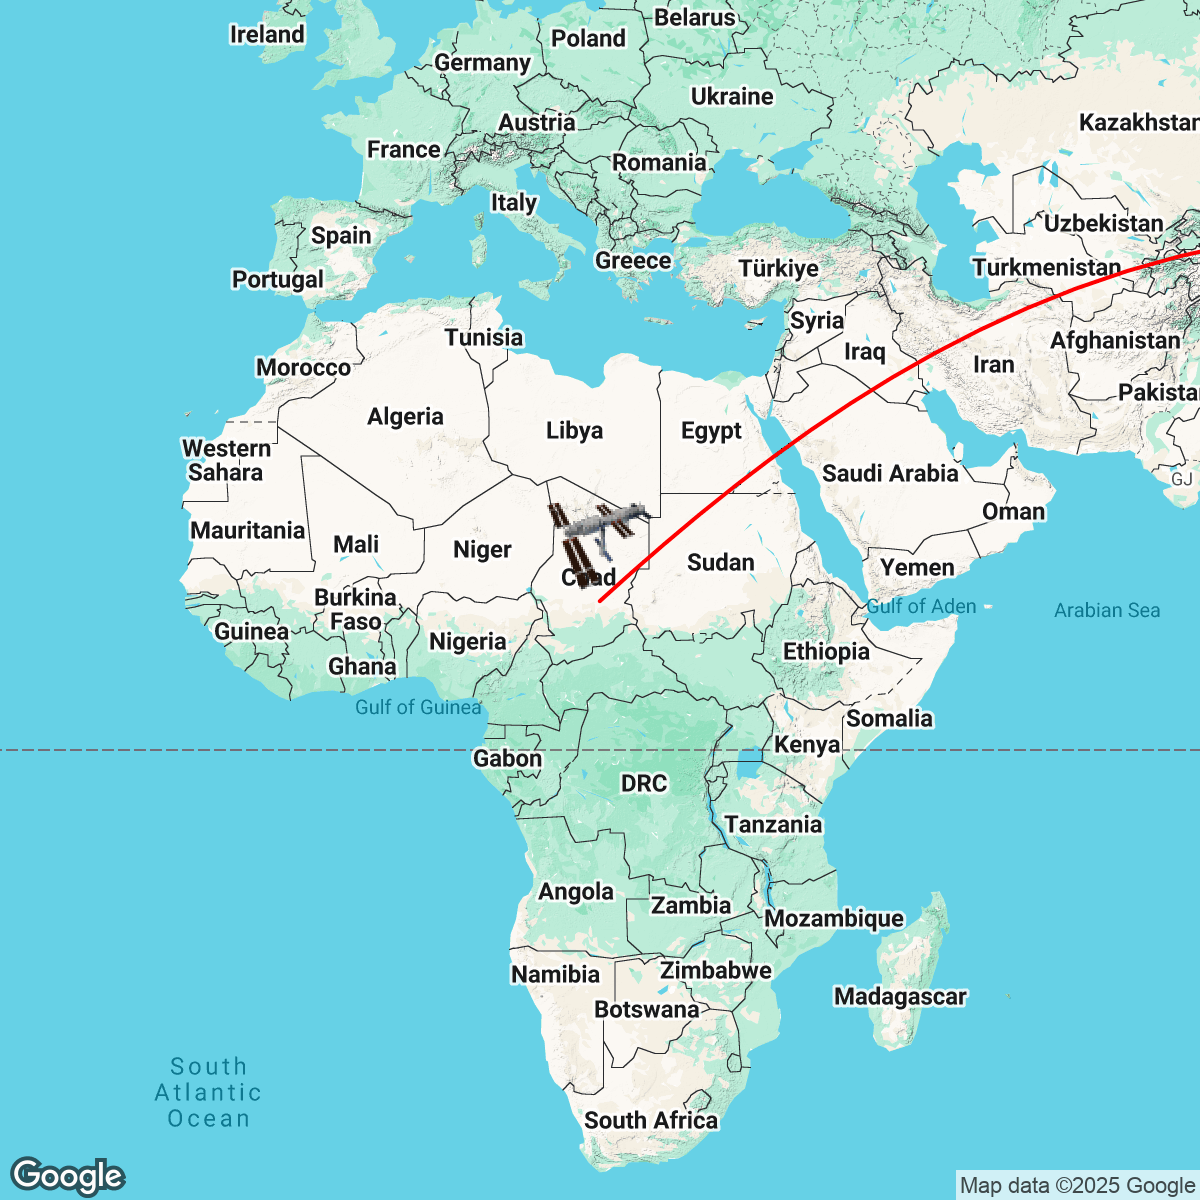 Ireland
Belarus
Poland
Germany
Ukraine
Kazakhstan
Austria
France
Romania
Italy
Uzbekistan
Spain
Greece
Türkiye
Turkmenistan
Portugal
Syria
Tunisia
Afghanistan
Iraq
Morocco
Iran
Pakistan
Algeria
Libya
Egypt
Western
Sahara
Saudi Arabia
GJ
Oman
Mauritania
Mali
Niger
Sudan
Yemen
Chad
Burkina
Faso
Gulf of Aden
Arabian Sea
Guinea
Nigeria
Ethiopia
Ghana
Gulf of Guinea
Somalia
Kenya
Gabon
DRC
Tanzania
Angola
Zambia
Mozambique
Namibia
Zimbabwe
Madagascar
Botswana
South
Atlantic
Ocean
South Africa
Google
Map data ©2025 Google